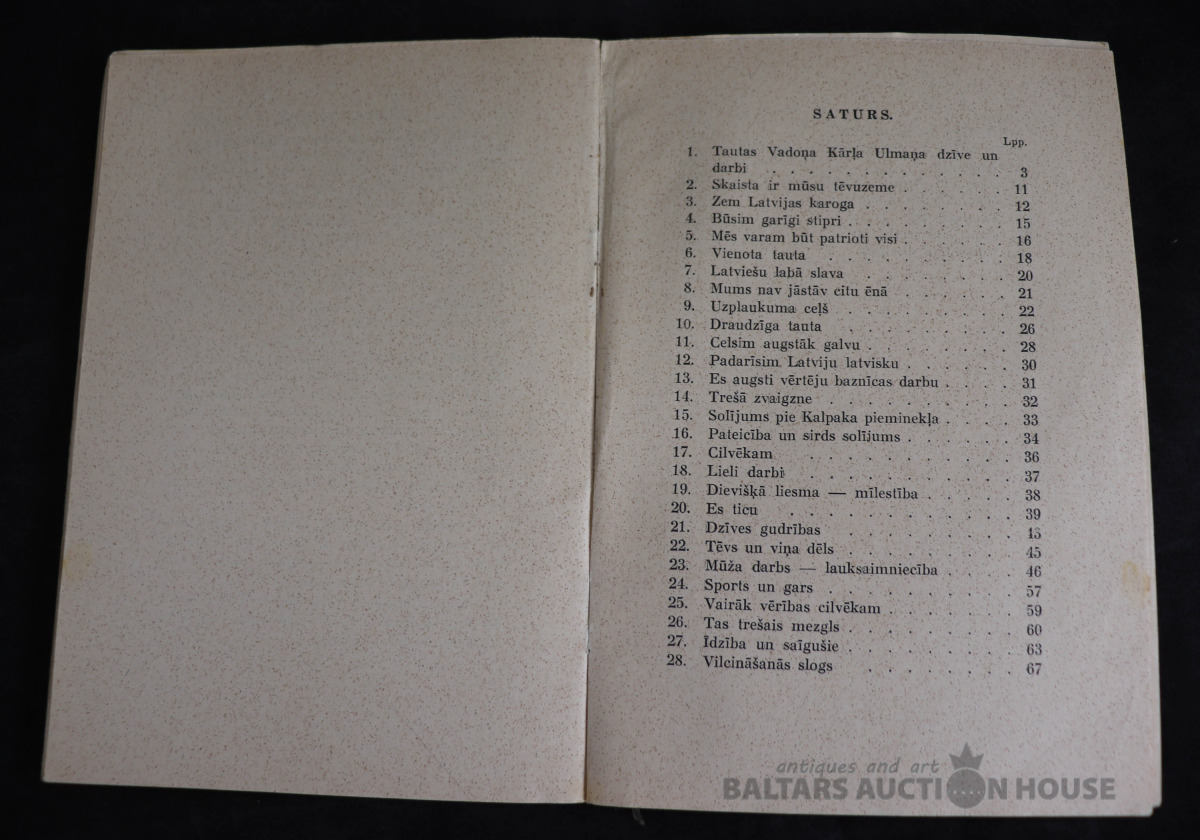 SATURS.
Lpp.
1. Tautas Vadoņa Kārļa Ulmaņa dzīve un
darbi . . . . . . . . . . . . . . 3
2. Skaista ir mūsu tēvuzeme . . . . . . . 11
3. Zem Latvijas karoga . . . . . . . . 12
4. Būsim garīgi stipri . . . . . . . . . 15
5. Mēs varam būt patrioti visi . . . . . . 16
6. Vienota tauta . . . . . . . . . . 18
7. Latviešu labā slava . . . . . . . . 20
8. Mums nav jāstāv citu ēnā . . . . . . 21
9. Uzplaukuma ceļš . . . . . . . . . 22
10. Draudzīga tauta . . . . . . . . . 26
11. Celsim augstāk galvu . . . . . . . . 28
12. Padarīsim Latviju latvisku . . . . . . 30
13. Es augsti vērtēju baznīcas darbu . . . . 31
14. Trešā zvaigzne . . . . . . . . . . 32
15. Solījums pie Kalpaka pieminekļa . . . . 33
16. Pateicība un sirds solījums . . . . . . 34
17. Cilvēkam . . . . . . . . . . . 36
18. Lieli darbi . . . . . . . . . . . 37
19. Dievišķā liesma — mīlestība . . . . . 38
20. Es ticu . . . . . . . . . . . . 39
21. Dzīves gudrības . . . . . . . . . 43
22. Tēvs un viņa dēls . . . . . . . . . 45
23. Mūža darbs — lauksaimniecība . . . . 46
24. Sports un gars . . . . . . . . . . 57
25. Vairāk vērības cilvēkam . . . . . . . 59
26. Tas trešais mezgls . . . . . . . . . 60
27. Īdzība un saīgušie . . . . . . . . . 63
28. Vilcināšanās slogs . . . . . . . . 67
antiques and art
BALTARS AUCTION HOUSE